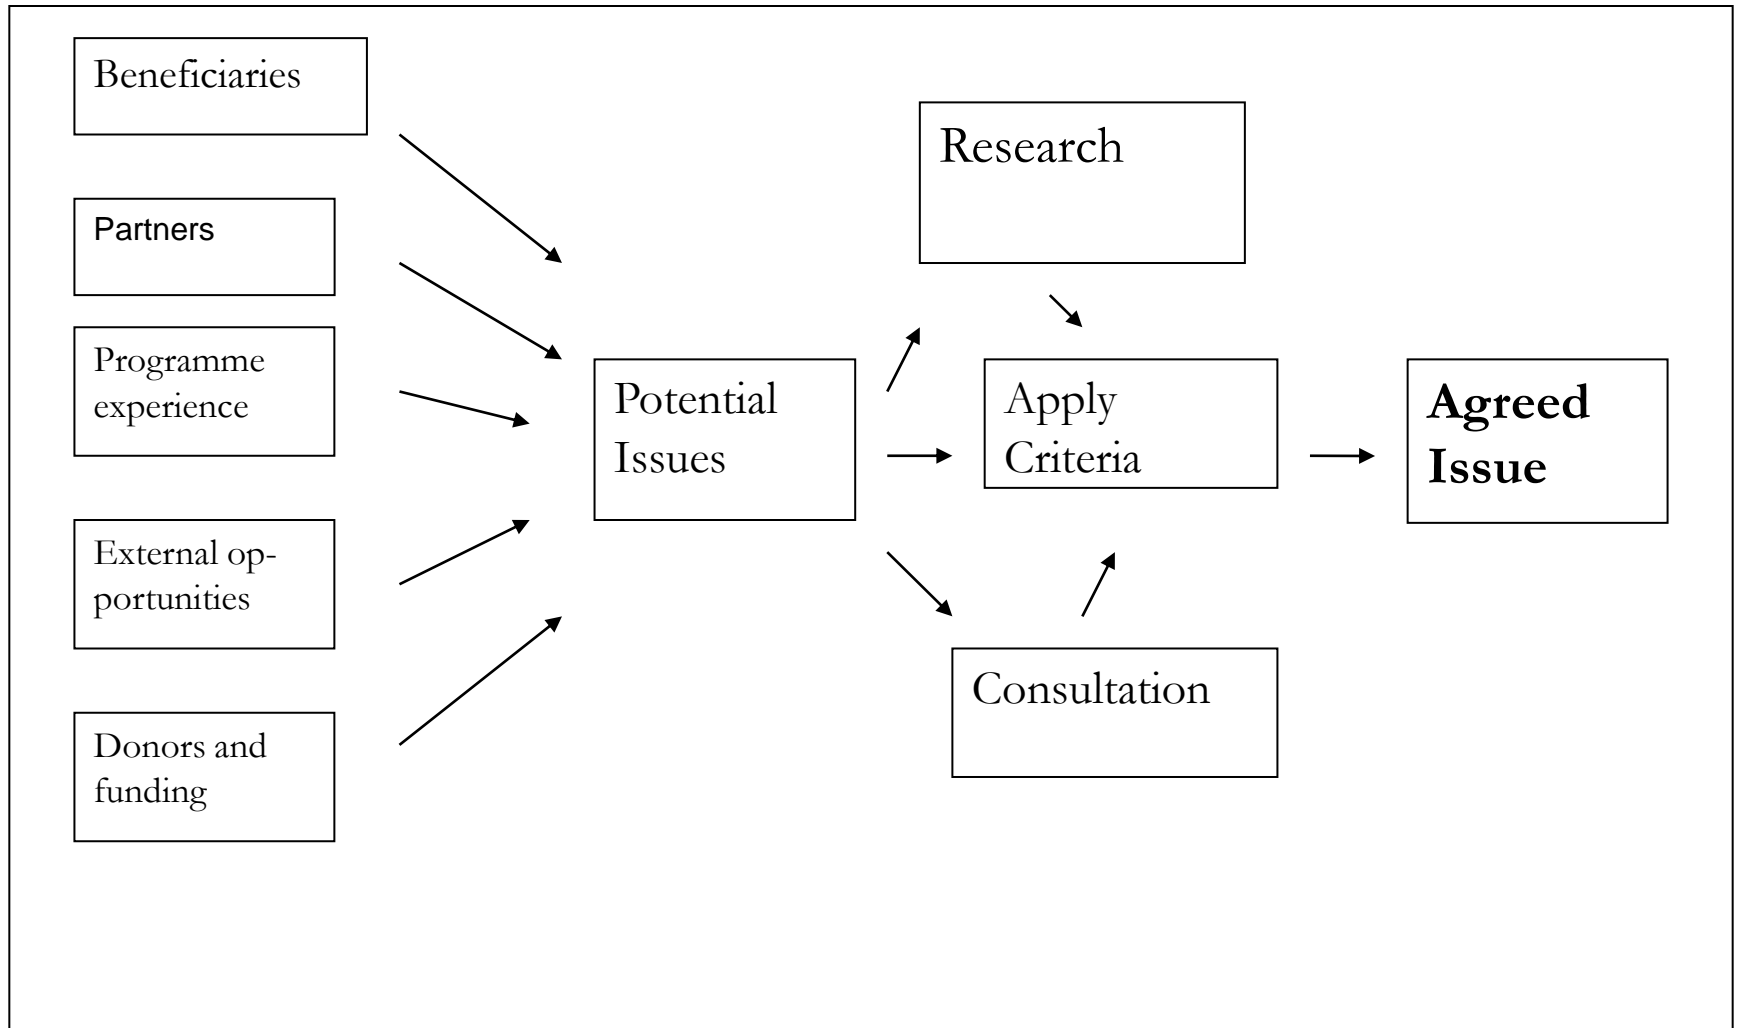 Beneficiaries
Partners
Programme
experience
External op-
portunities
Donors and
funding
Potential
Issues
Research
Apply
Criteria
Consultation
Agreed
Issue